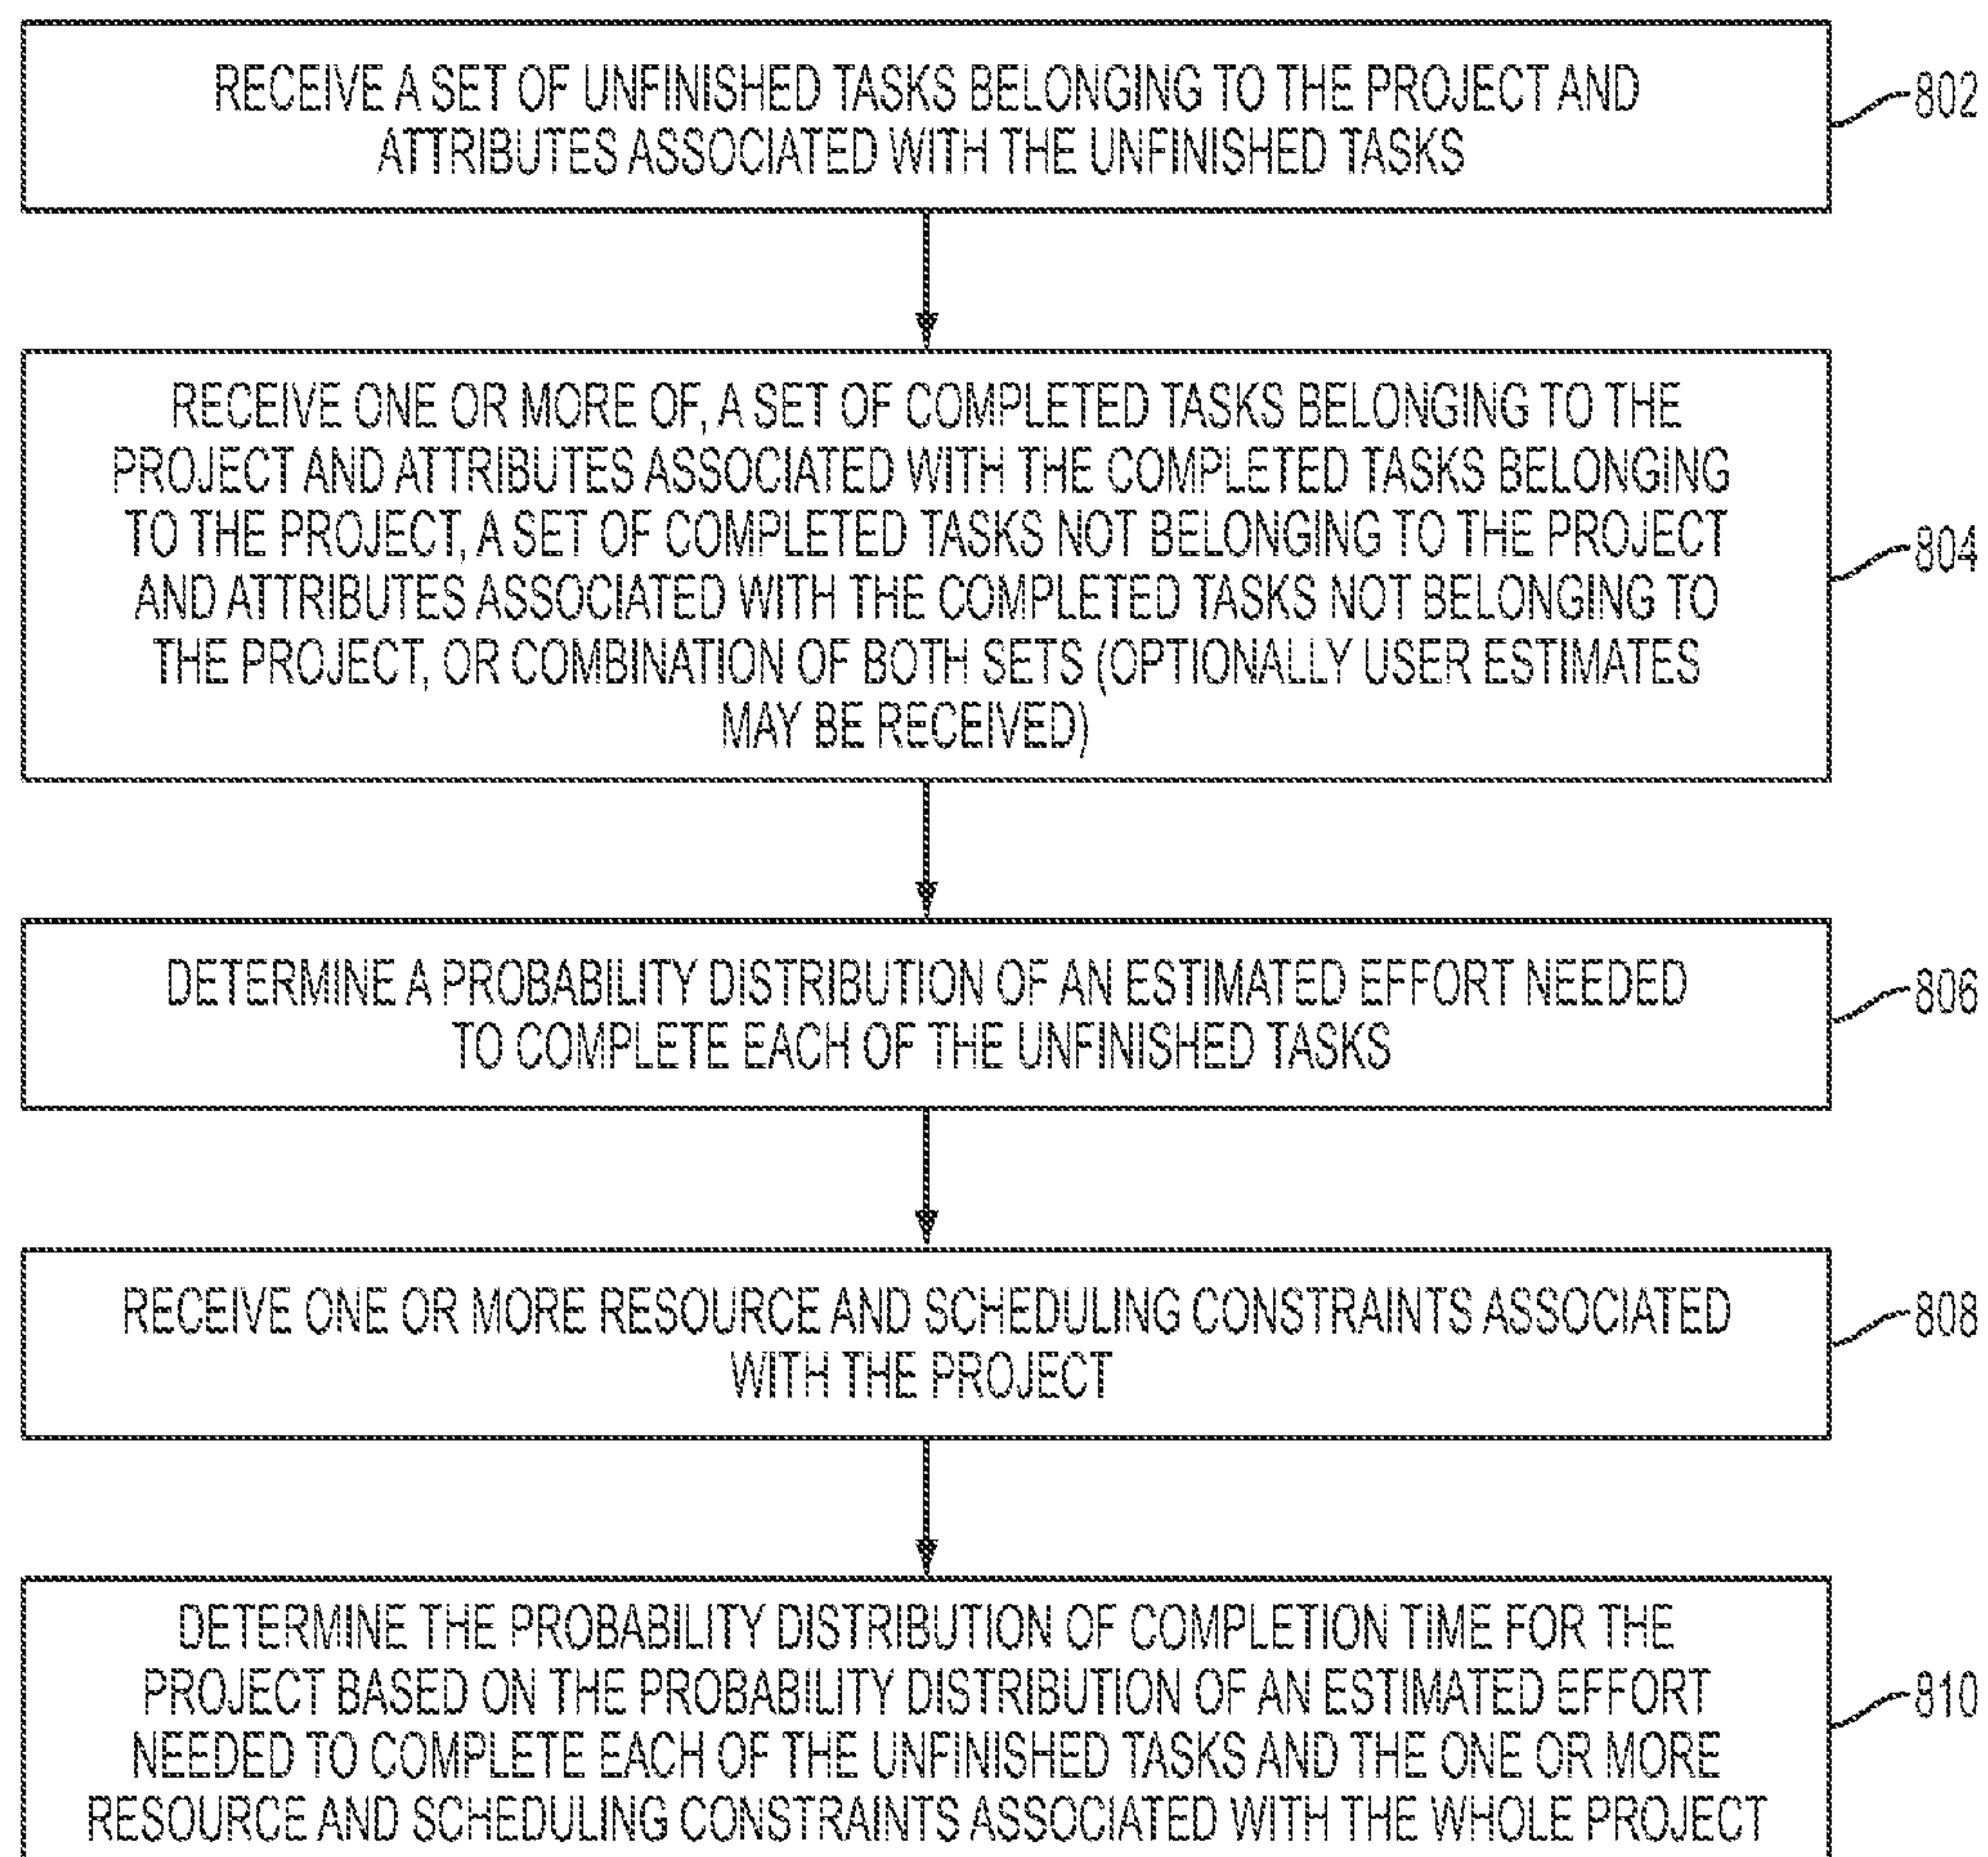 RECEIVE A SET OF UNFINISHED TASKS BELONGING TO THE PROJECT AND
ATTRIBUTES ASSOCIATED WITH THE UNFINISHED TASKS
802
RECEIVE ONE OR MORE OF, A SET OF COMPLETED TASKS BELONGING TO THE
PROJECT AND ATTRIBUTES ASSOCIATED WITH THE COMPLETED TASKS BELONGING
TO THE PROJECT, A SET OF COMPLETED TASKS NOT BELONGING TO THE PROJECT
AND ATTRIBUTES ASSOCIATED WITH THE COMPLETED TASKS NOT BELONGING TO
THE PROJECT, OR COMBINATION OF BOTH SETS (OPTIONALLY USER ESTIMATES
MAY BE RECEIVED)
804
DETERMINE A PROBABILITY DISTRIBUTION OF AN ESTIMATED EFFORT NEEDED
TO COMPLETE EACH OF THE UNFINISHED TASKS
806
RECEIVE ONE OR MORE RESOURCE AND SCHEDULING CONSTRAINTS ASSOCIATED
WITH THE PROJECT
808
DETERMINE THE PROBABILITY DISTRIBUTION OF COMPLETION TIME FOR THE
PROJECT BASED ON THE PROBABILITY DISTRIBUTION OF AN ESTIMATED EFFORT
NEEDED TO COMPLETE EACH OF THE UNFINISHED TASKS AND THE ONE OR MORE
RESOURCE AND SCHEDULING CONSTRAINTS ASSOCIATED WITH THE WHOLE PROJECT
810